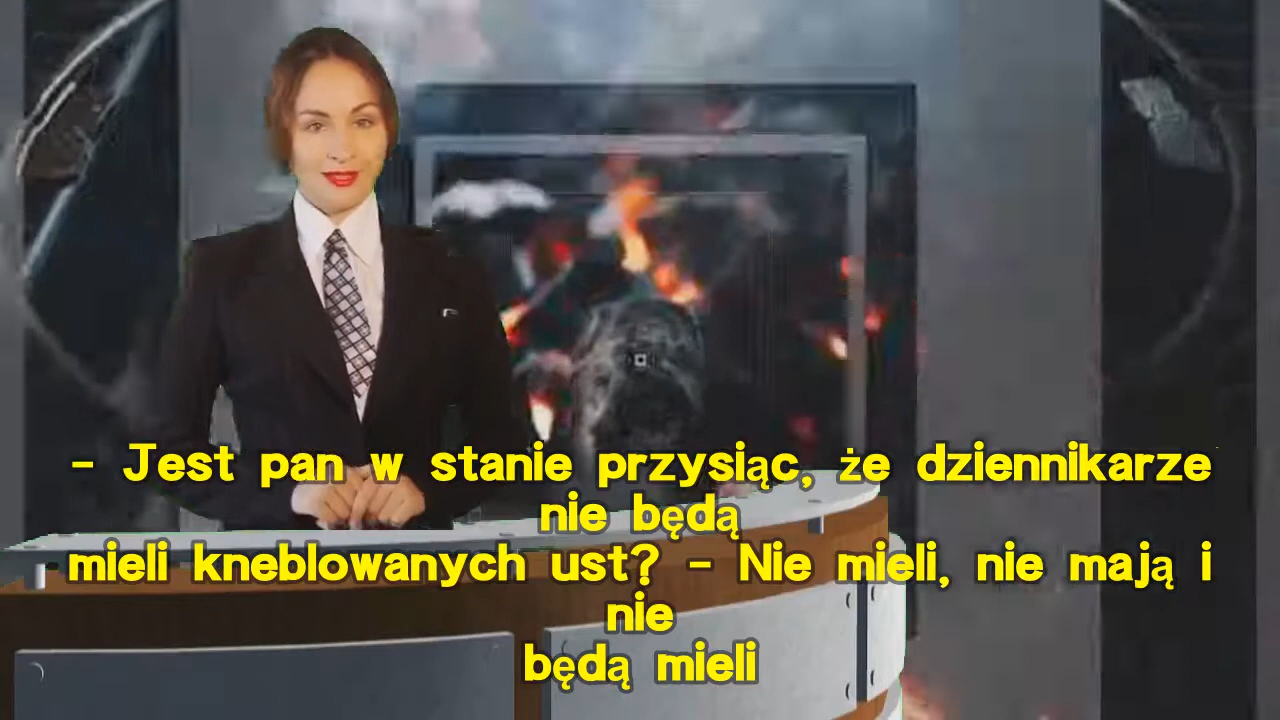 - Jest pan w stanie przysiąc, że dziennikarze
nie będą
mieli kneblowanych ust? - Nie mieli, nie mają i
nie
będą mieli